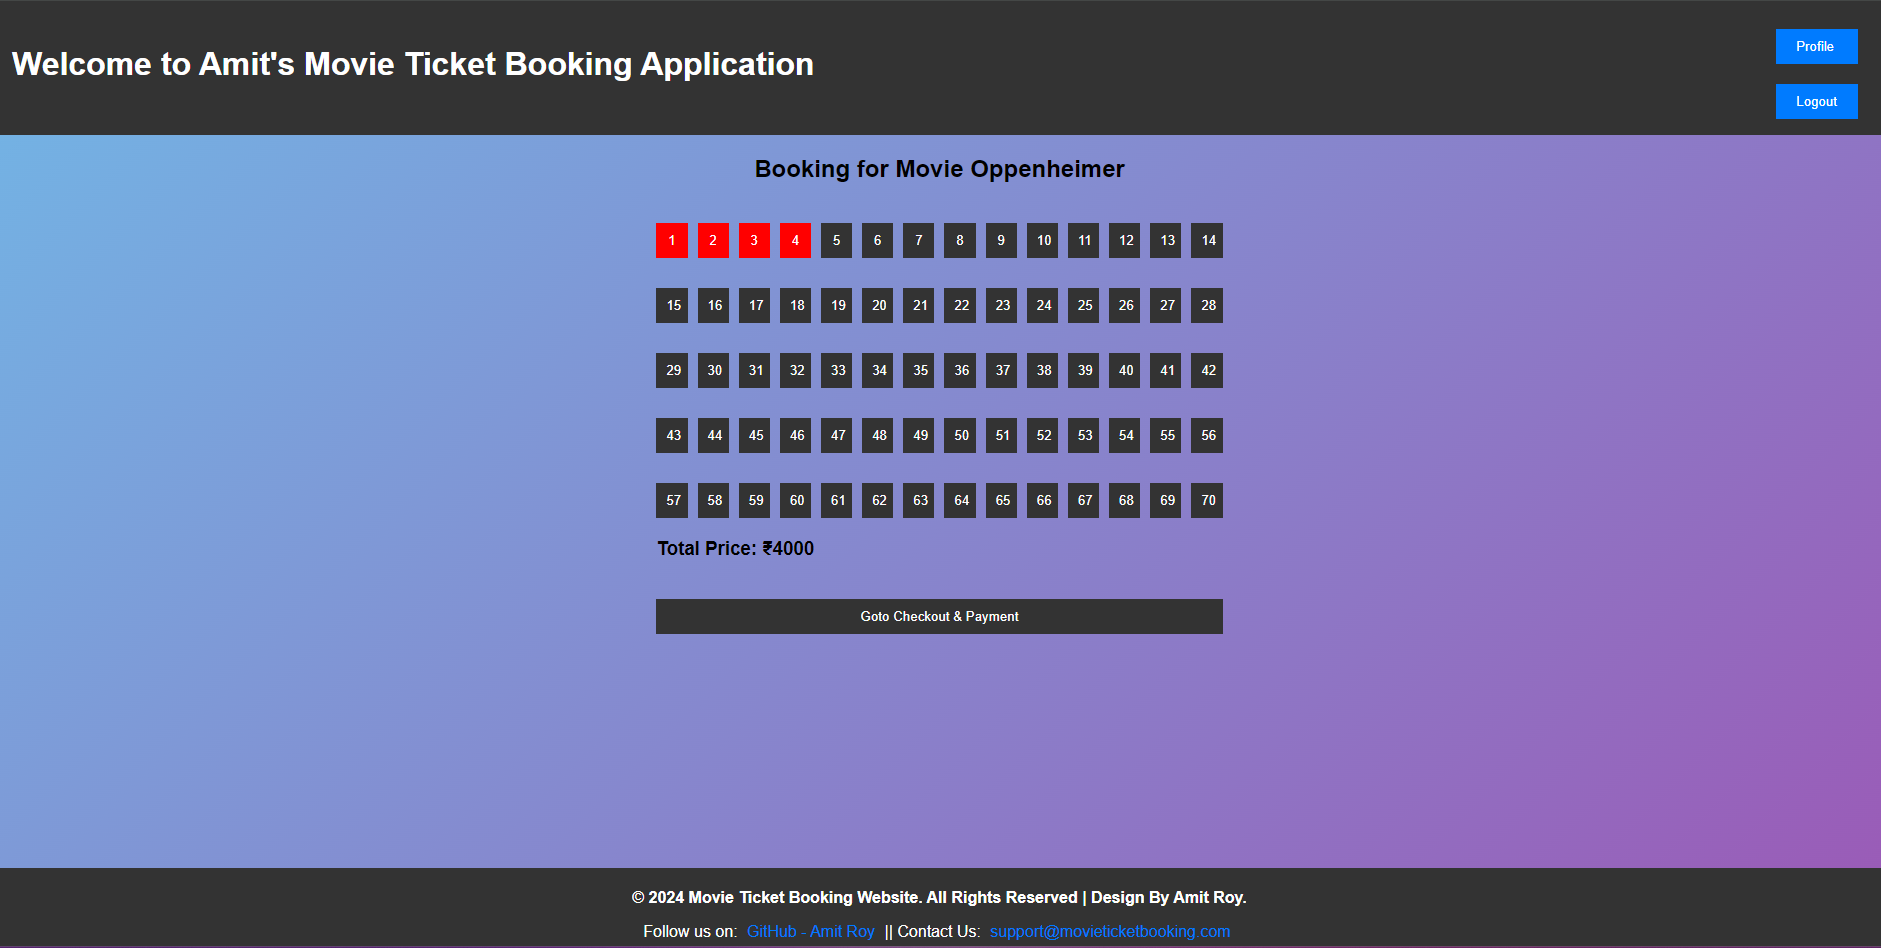 Welcome to Amit's Movie Ticket Booking Application
Profile
Logout
Booking for Movie Oppenheimer
1 2 3 4 5 6 7 8 9 10 11 12 13 14
15 16 17 18 19 20 21 22 23 24 25 26 27 28
29 30 31 32 33 34 35 36 37 38 39 40 41 42
43 44 45 46 47 48 49 50 51 52 53 54 55 56
57 58 59 60 61 62 63 64 65 66 67 68 69 70
Total Price: ₹4000
Goto Checkout & Payment
© 2024 Movie Ticket Booking Website. All Rights Reserved | Design By Amit Roy.
Follow us on: GitHub - Amit Roy || Contact Us: support@movieticketbooking.com